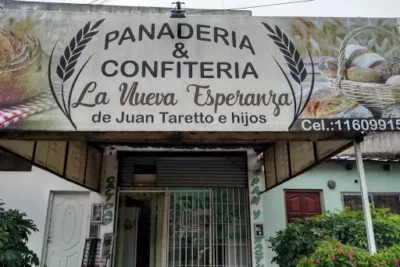 PANADERIA
&
CONFITERIA
La Nueva Esperanza
de Juan Taretto e hijos
Cel.:11609915